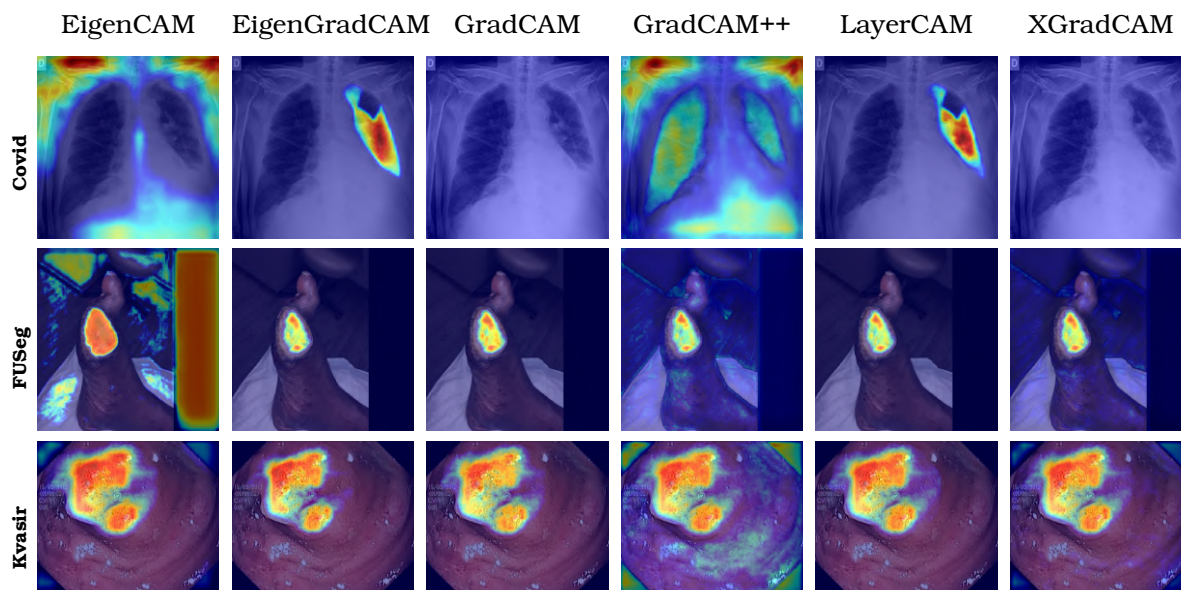 EigenCAM EigenGradCAM GradCAM GradCAM++ LayerCAM XGradCAM
Covid
D D D D D D
FUSeg
Kvasir